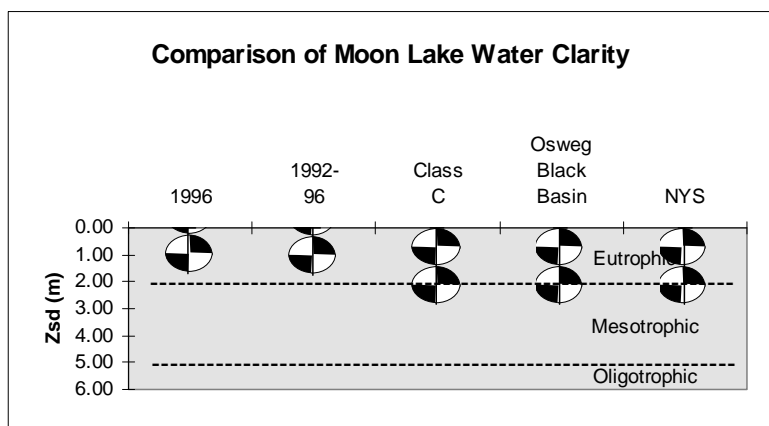 Comparison of Moon Lake Water Clarity
1996
1992-
96
Class
C
Osweg
Black
Basin
NYS
0.00
1.00
2.00
3.00
4.00
5.00
6.00
Zsd (m)
Eutrophic
Mesotrophic
Oligotrophic